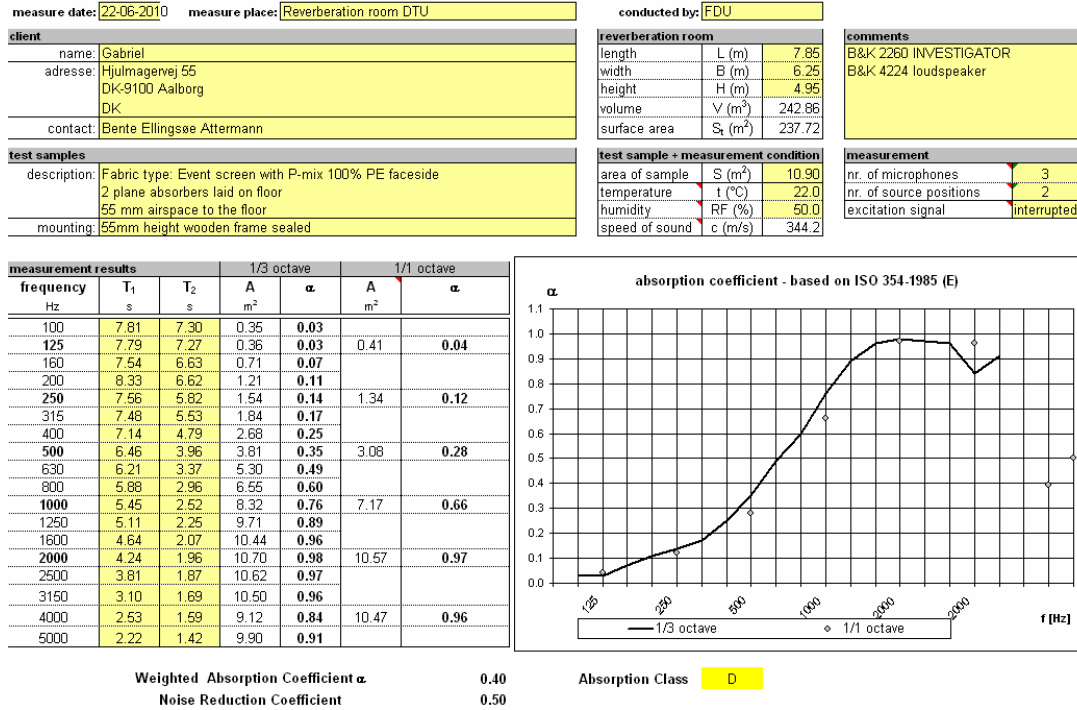 measure date: 22-06-2010 measure place: Reverberation room DTU conducted by: FDU
client
name: Gabriel
adresse: Hjulmagervej 55
DK-9100 Aalborg
DK
contact: Bente Ellingsøe Attermann
reverberation room
length L (m) 7.85
width B (m) 6.25
height H (m) 4.95
volume V (m³) 242.86
surface area St (m²) 237.72
comments
B&K 2260 INVESTIGATOR
B&K 4224 loudspeaker
test samples
description: Fabric type: Event screen with P-mix 100% PE faceside
2 plane absorbers laid on floor
55 mm airspace to the floor
mounting: 55mm height wooden frame sealed
test sample + measurement condition
area of sample S (m²) 10.90
temperature t (°C) 22.0
humidity RF (%) 50.0
speed of sound c (m/s) 344.2
measurement
nr. of microphones 3
nr. of source positions 2
excitation signal interrupted
measurement results 1/3 octave 1/1 octave
frequency T₁ T₂ A α A α
Hz s s m² m²
100 7.81 7.30 0.35 0.03
125 7.79 7.27 0.36 0.03 0.41 0.04
160 7.54 6.63 0.71 0.07
200 8.33 6.62 1.21 0.11
250 7.56 5.82 1.54 0.14 1.34 0.12
315 7.48 5.53 1.84 0.17
400 7.14 4.79 2.68 0.25
500 6.46 3.96 3.81 0.35 3.08 0.28
630 6.21 3.37 5.30 0.49
800 5.88 2.96 6.55 0.60
1000 5.45 2.52 8.32 0.76 7.17 0.66
1250 5.11 2.25 9.71 0.89
1600 4.64 2.07 10.44 0.96
2000 4.24 1.96 10.70 0.98 10.57 0.97
2500 3.81 1.87 10.62 0.97
3150 3.10 1.69 10.50 0.96
4000 2.53 1.59 9.12 0.84 10.47 0.96
5000 2.22 1.42 9.90 0.91
absorption coefficient - based on ISO 354-1985 (E)
α
1.1
1.0
0.9
0.8
0.7
0.6
0.5
0.4
0.3
0.2
0.1
0.0
125 250 500 1000 2000 2000
f [Hz]
1/3 octave 1/1 octave
Weighted Absorption Coefficient α 0.40
Noise Reduction Coefficient 0.50
Absorption Class D